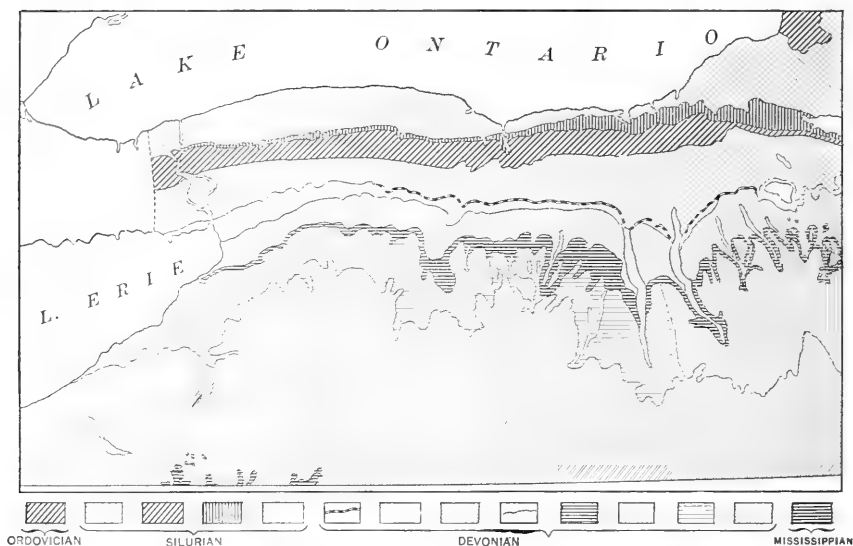 LAKE ONTARIO
L. ERIE
ORDOVICIAN SILURIAN DEVONIAN MISSISSIPPIAN